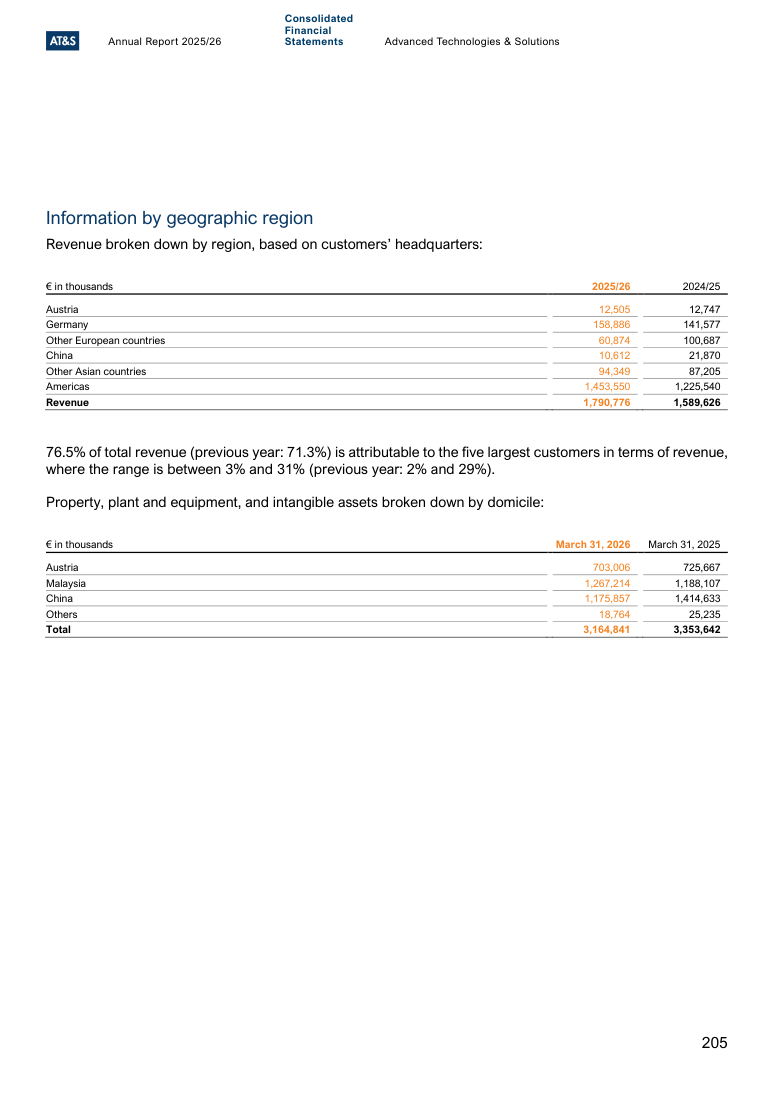 AT&S
Annual Report 2025/26
Consolidated
Financial
Statements
Advanced Technologies & Solutions
Information by geographic region
Revenue broken down by region, based on customers’ headquarters:
€ in thousands 2025/26 2024/25
Austria 12,505 12,747
Germany 158,886 141,577
Other European countries 60,874 100,687
China 10,612 21,870
Other Asian countries 94,349 87,205
Americas 1,453,550 1,225,540
Revenue 1,790,776 1,589,626
76.5% of total revenue (previous year: 71.3%) is attributable to the five largest customers in terms of revenue,
where the range is between 3% and 31% (previous year: 2% and 29%).
Property, plant and equipment, and intangible assets broken down by domicile:
€ in thousands March 31, 2026 March 31, 2025
Austria 703,006 725,667
Malaysia 1,267,214 1,188,107
China 1,175,857 1,414,633
Others 18,764 25,235
Total 3,164,841 3,353,642
205